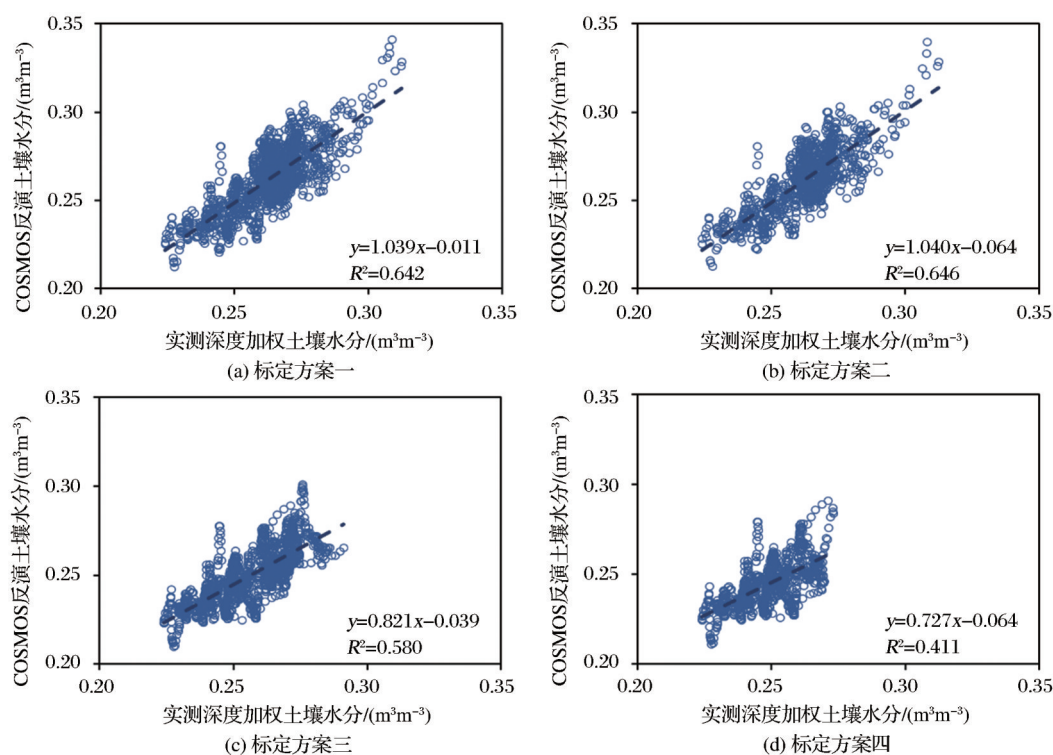 0.35
0.30
0.25
0.20
COSMOS反演土壤水分/(m³m⁻³)
y=1.039x−0.011
R²=0.642
0.20 0.25 0.30 0.35
实测深度加权土壤水分/(m³m⁻³)
(a) 标定方案一
0.35
0.30
0.25
0.20
COSMOS反演土壤水分/(m³m⁻³)
y=1.040x−0.064
R²=0.646
0.20 0.25 0.30 0.35
实测深度加权土壤水分/(m³m⁻³)
(b) 标定方案二
0.35
0.30
0.25
0.20
COSMOS反演土壤水分/(m³m⁻³)
y=0.821x−0.039
R²=0.580
0.20 0.25 0.30 0.35
实测深度加权土壤水分/(m³m⁻³)
(c) 标定方案三
0.35
0.30
0.25
0.20
COSMOS反演土壤水分/(m³m⁻³)
y=0.727x−0.064
R²=0.411
0.20 0.25 0.30 0.35
实测深度加权土壤水分/(m³m⁻³)
(d) 标定方案四